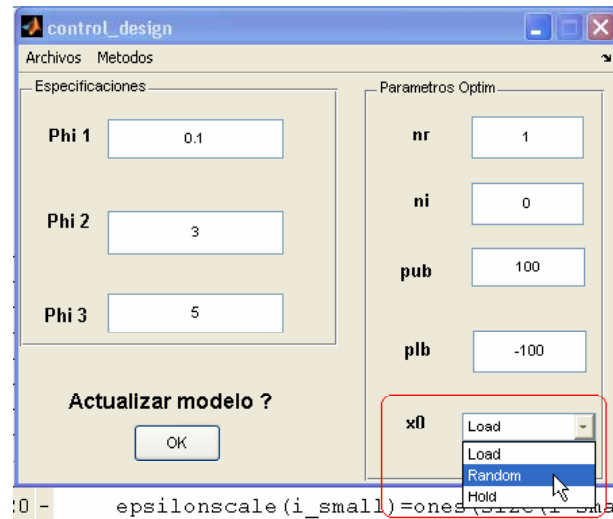 control_design
Archivos Metodos
Especificaciones
Phi 1 0.1
Phi 2 3
Phi 3 5
Actualizar modelo ?
OK
Parametros Optim
nr 1
ni 0
pub 100
plb -100
x0 Load
Load
Random
Hold
epsilonscale(i_small)=ones(size(i